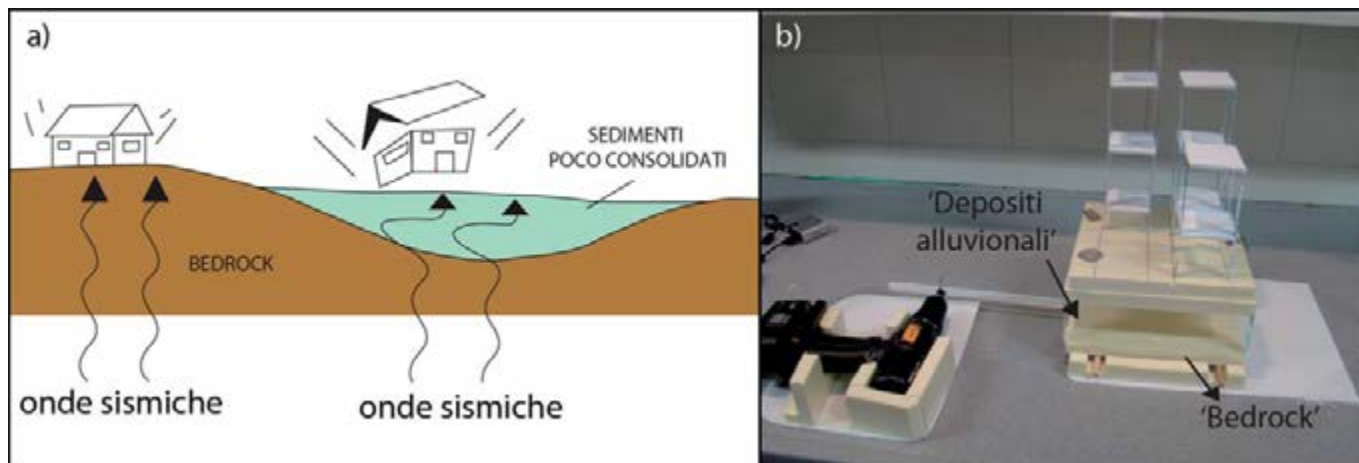 a)
SEDIMENTI
POCO CONSOLIDATI
BEDROCK
onde sismiche
onde sismiche
b)
'Depositi
alluvionali'
'Bedrock'